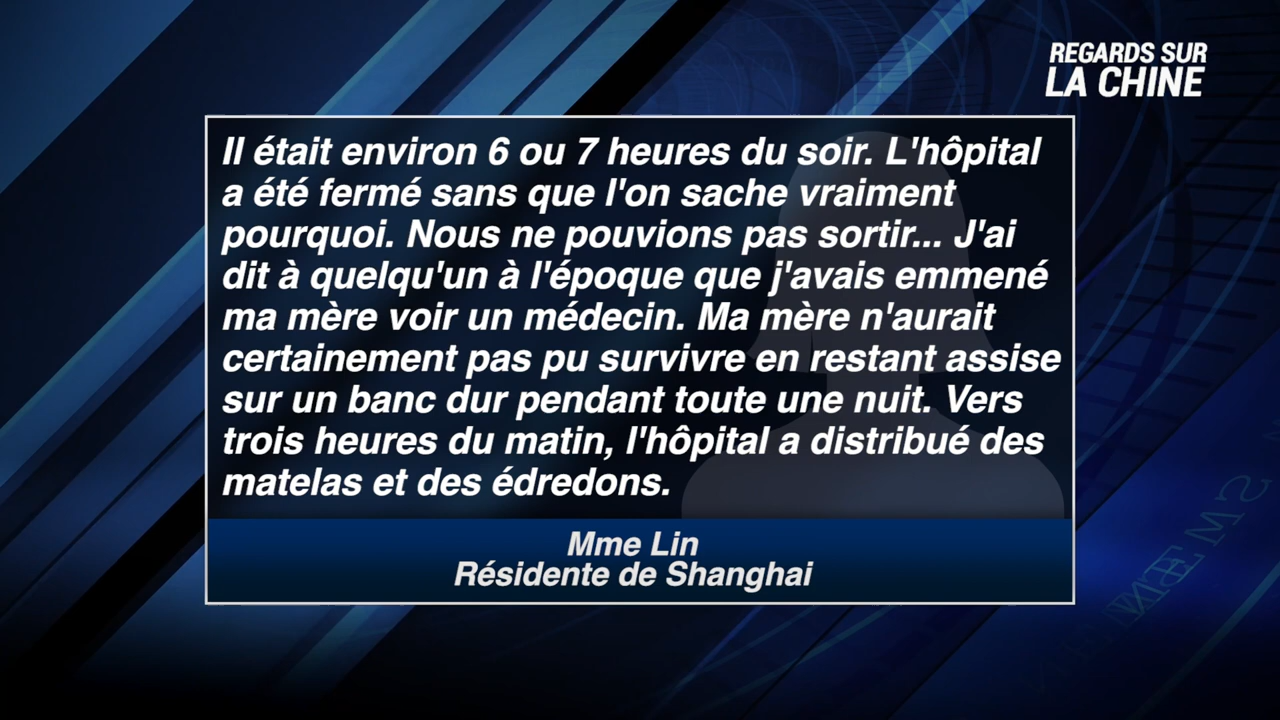 REGARDS SUR
LA CHINE
Il était environ 6 ou 7 heures du soir. L'hôpital
a été fermé sans que l'on sache vraiment
pourquoi. Nous ne pouvions pas sortir... J'ai
dit à quelqu'un à l'époque que j'avais emmené
ma mère voir un médecin. Ma mère n'aurait
certainement pas pu survivre en restant assise
sur un banc dur pendant toute une nuit. Vers
trois heures du matin, l'hôpital a distribué des
matelas et des édredons.
Mme Lin
Résidente de Shanghai